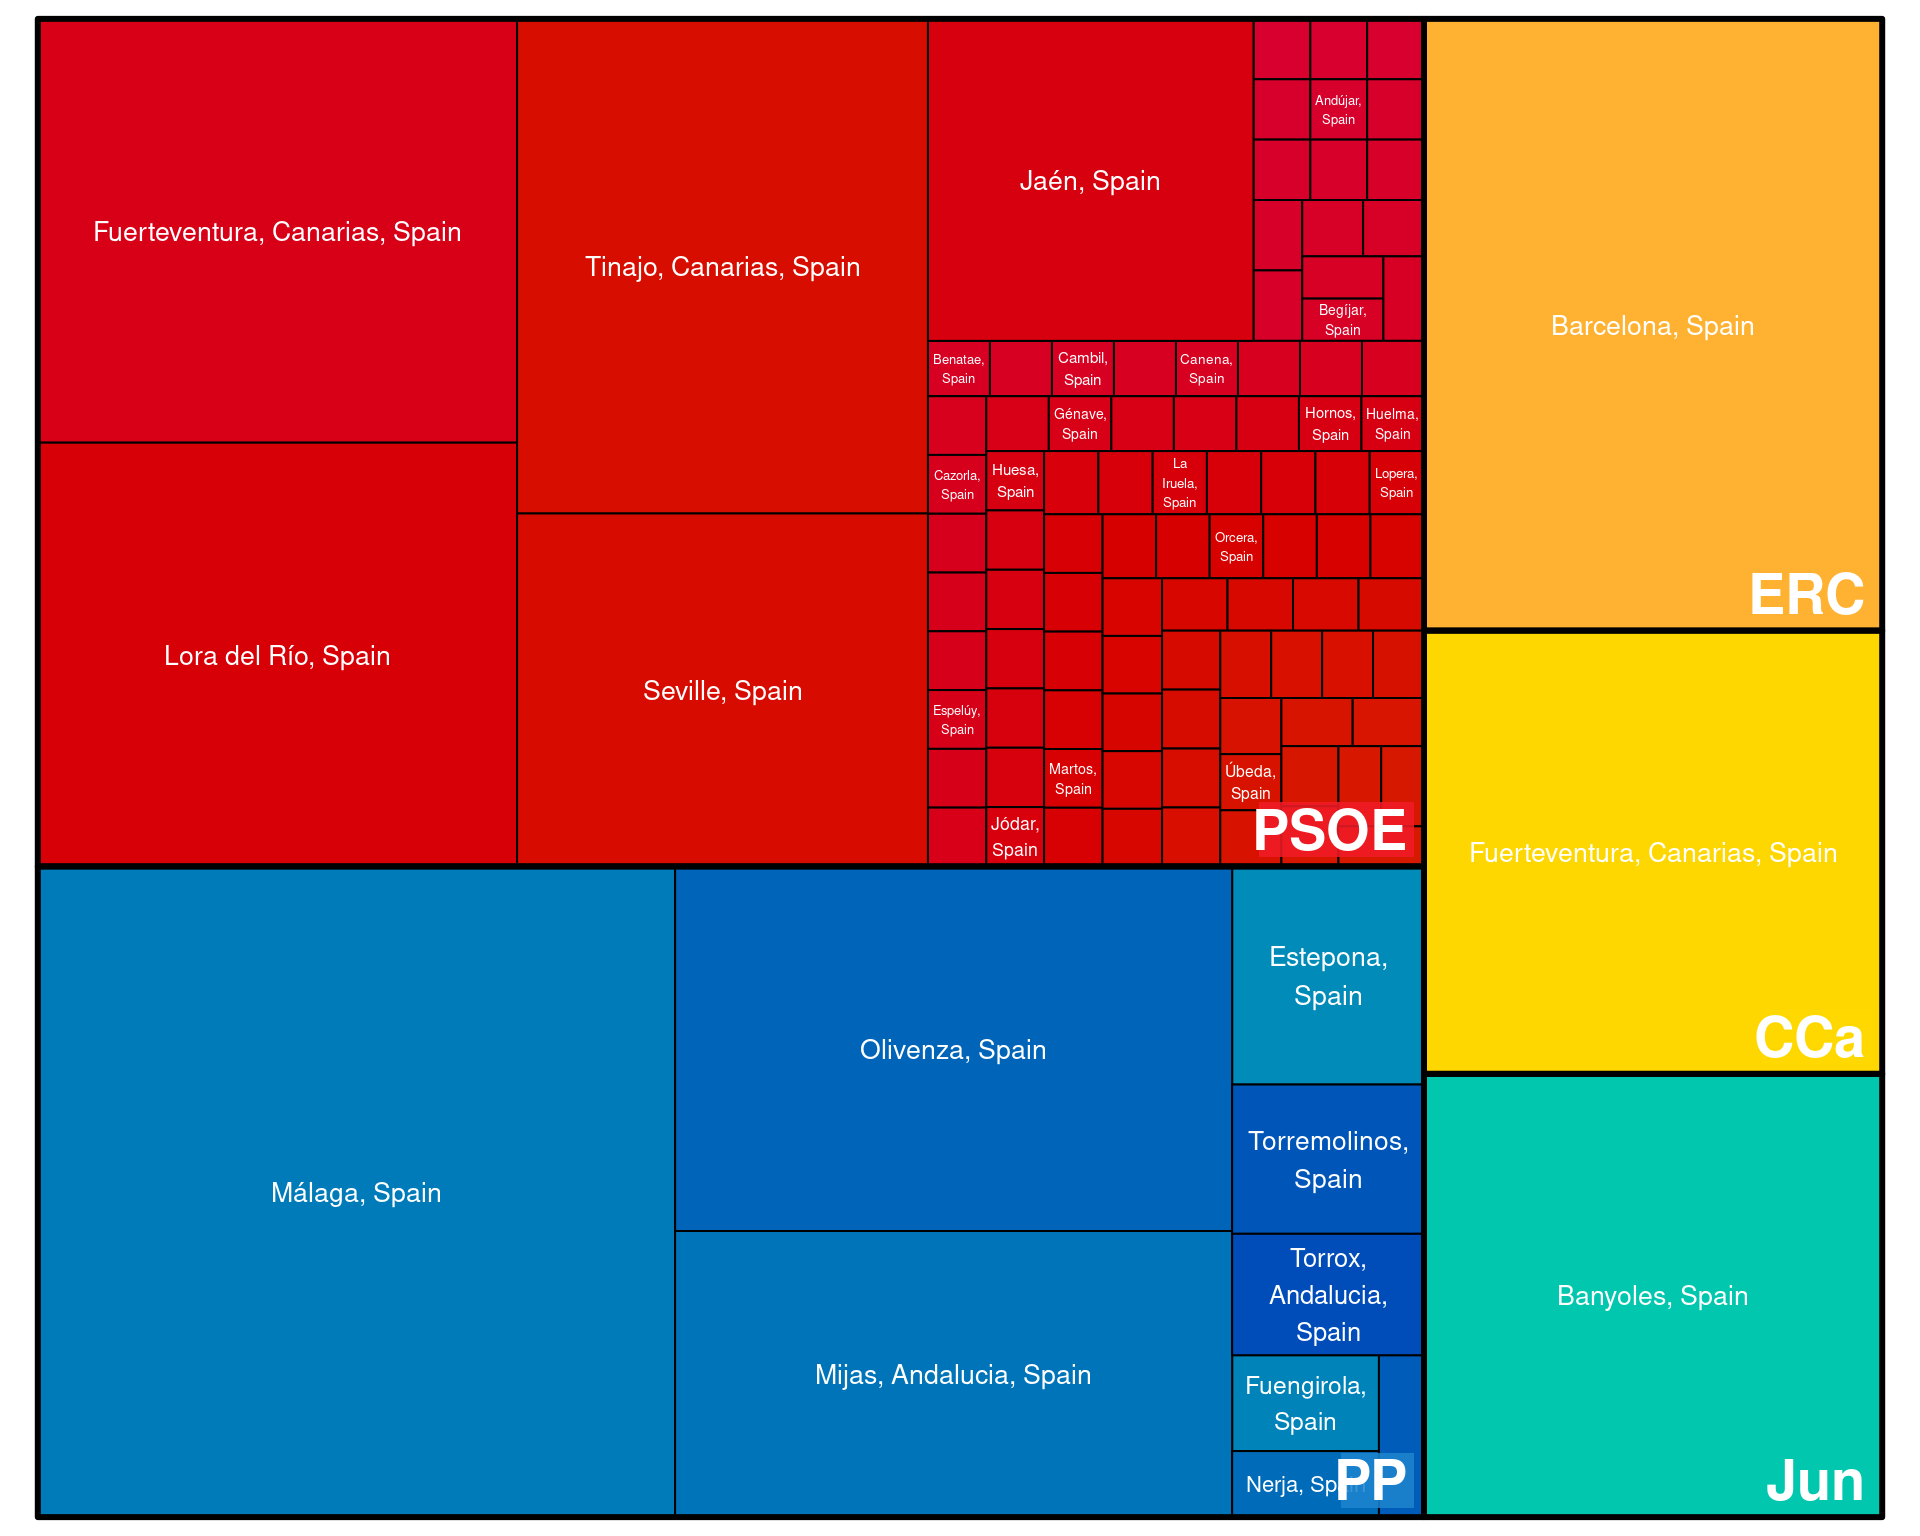 Fuerteventura, Canarias, Spain
Lora del Río, Spain
Tinajo, Canarias, Spain
Seville, Spain
Jaén, Spain
Andújar,
Spain
Begíjar,
Spain
Benatae,
Spain
Cambil,
Spain
Canena,
Spain
Génave,
Spain
Hornos,
Spain
Huelma,
Spain
Cazorla,
Spain
Huesa,
Spain
La
Iruela,
Spain
Lopera,
Spain
Orcera,
Spain
Espelúy,
Spain
Martos,
Spain
Úbeda,
Spain
Jódar,
Spain
PSOE
Málaga, Spain
Olivenza, Spain
Mijas, Andalucia, Spain
Estepona,
Spain
Torremolinos,
Spain
Torrox,
Andalucia,
Spain
Fuengirola,
Spain
Nerja, Spain
PP
Barcelona, Spain
ERC
Fuerteventura, Canarias, Spain
CCa
Banyoles, Spain
Jun